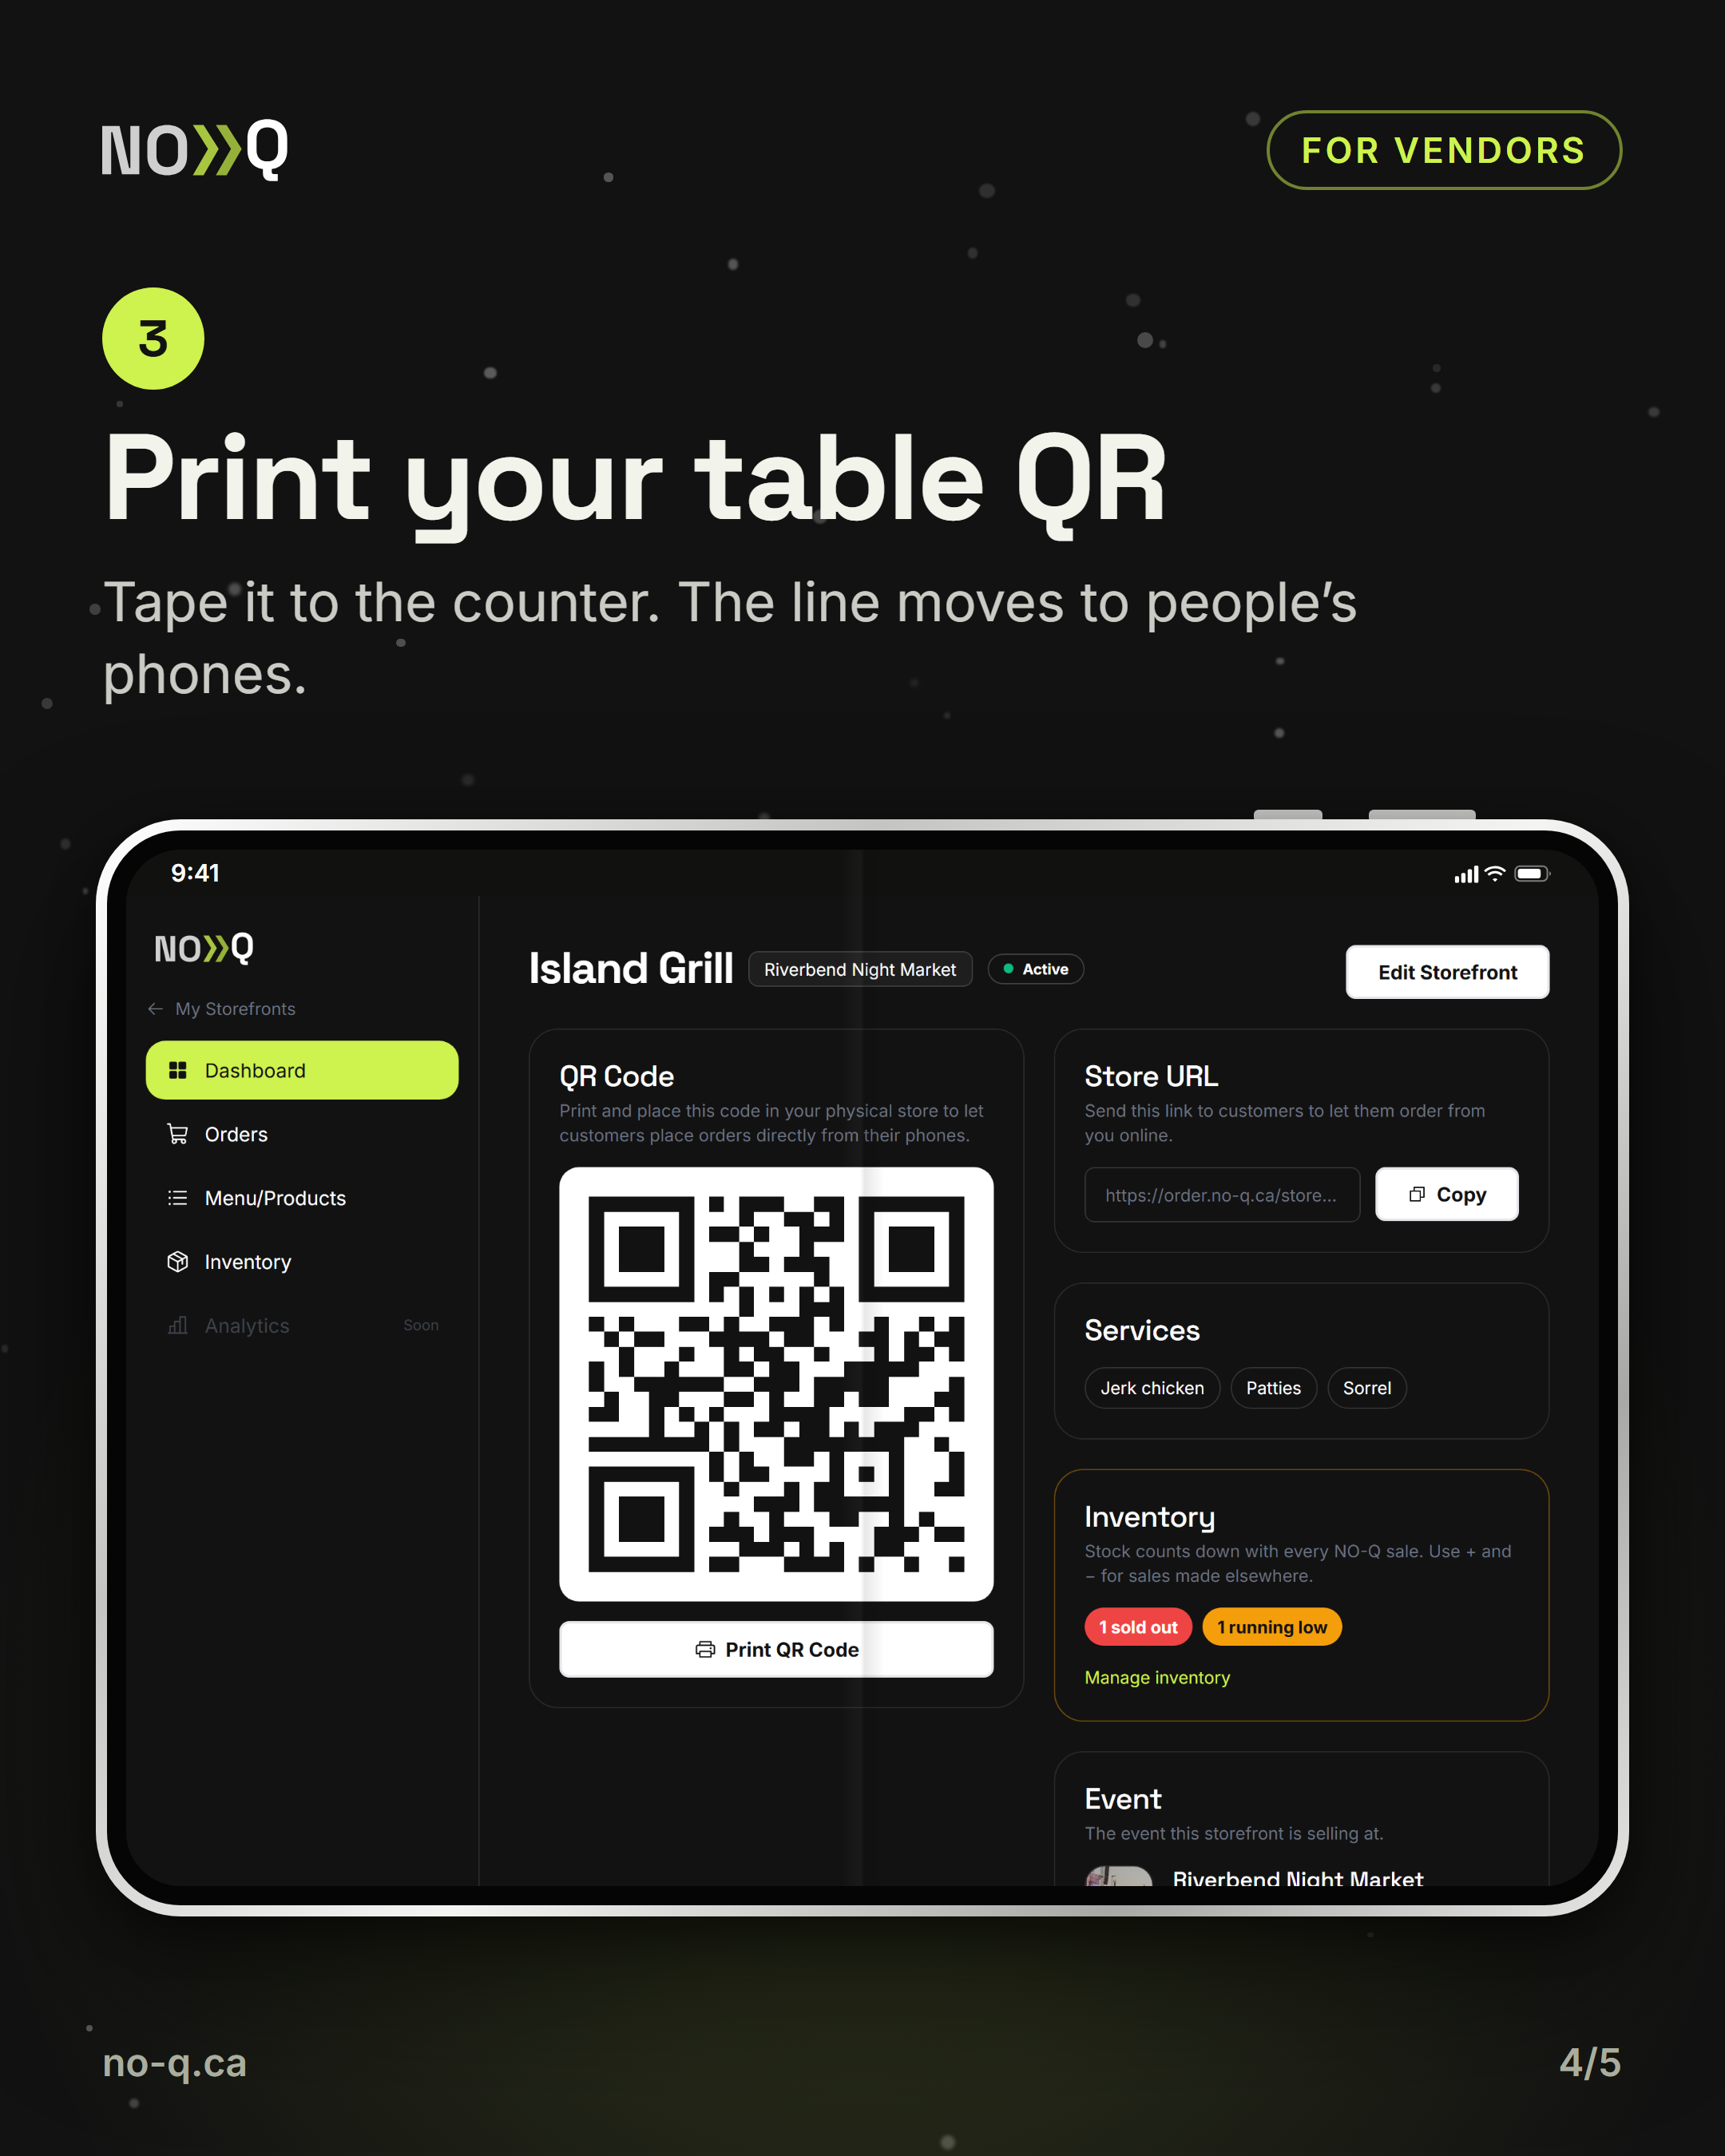 NO»Q
FOR VENDORS
3
Print your table QR
Tape it to the counter. The line moves to people’s
phones.
9:41
NO»Q
← My Storefronts
Dashboard
Orders
Menu/Products
Inventory
Analytics Soon
Island Grill
Riverbend Night Market
Active
Edit Storefront
QR Code
Print and place this code in your physical store to let
customers place orders directly from their phones.
Print QR Code
Store URL
Send this link to customers to let them order from
you online.
https://order.no-q.ca/store...
Copy
Services
Jerk chicken
Patties
Sorrel
Inventory
Stock counts down with every NO-Q sale. Use + and
– for sales made elsewhere.
1 sold out
1 running low
Manage inventory
Event
The event this storefront is selling at.
Riverbend Night Market
no-q.ca
4/5